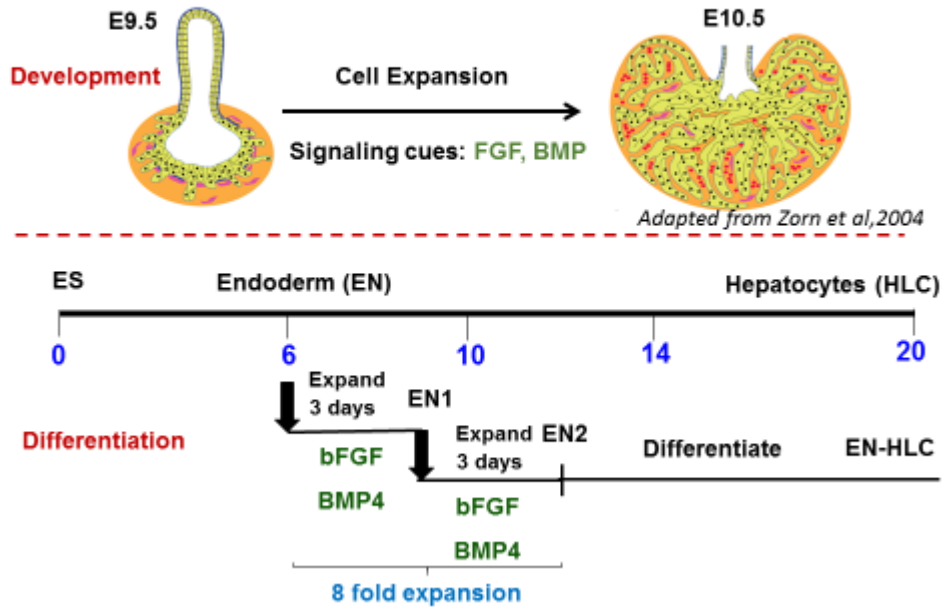 E9.5
E10.5
Development
Cell Expansion
Signaling cues: FGF, BMP
Adapted from Zorn et al,2004
ES
Endoderm (EN)
Hepatocytes (HLC)
0
6
10
14
20
Expand
3 days
EN1
Differentiation
bFGF
BMP4
Expand
3 days
EN2
Differentiate
EN-HLC
bFGF
BMP4
8 fold expansion